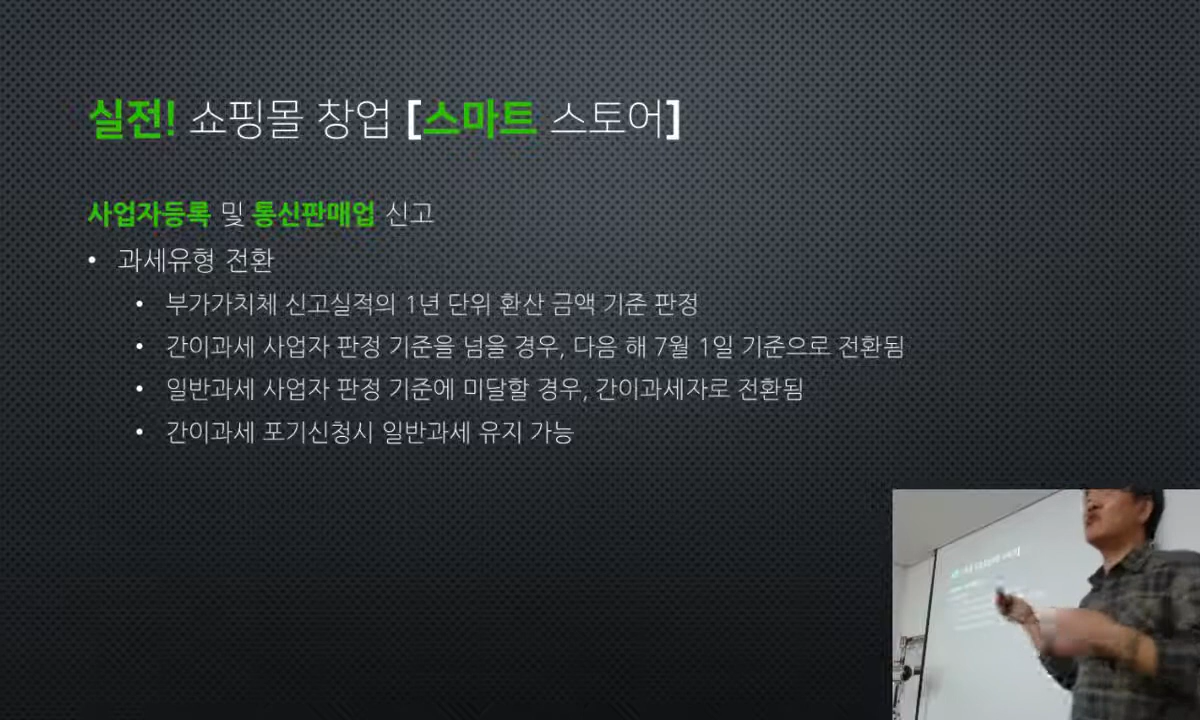 실전! 쇼핑몰 창업 [스마트 스토어]
사업자등록 및 통신판매업 신고
• 과세유형 전환
• 부가가치체 신고실적의 1년 단위 환산 금액 기준 판정
• 간이과세 사업자 판정 기준을 넘을 경우, 다음 해 7월 1일 기준으로 전환됨
• 일반과세 사업자 판정 기준에 미달할 경우, 간이과세자로 전환됨
• 간이과세 포기신청시 일반과세 유지 가능